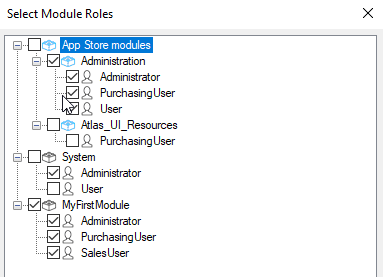 Select Module Roles
App Store modules
Administration
Administrator
PurchasingUser
User
Atlas_UI_Resources
PurchasingUser
System
Administrator
User
MyFirstModule
Administrator
PurchasingUser
SalesUser